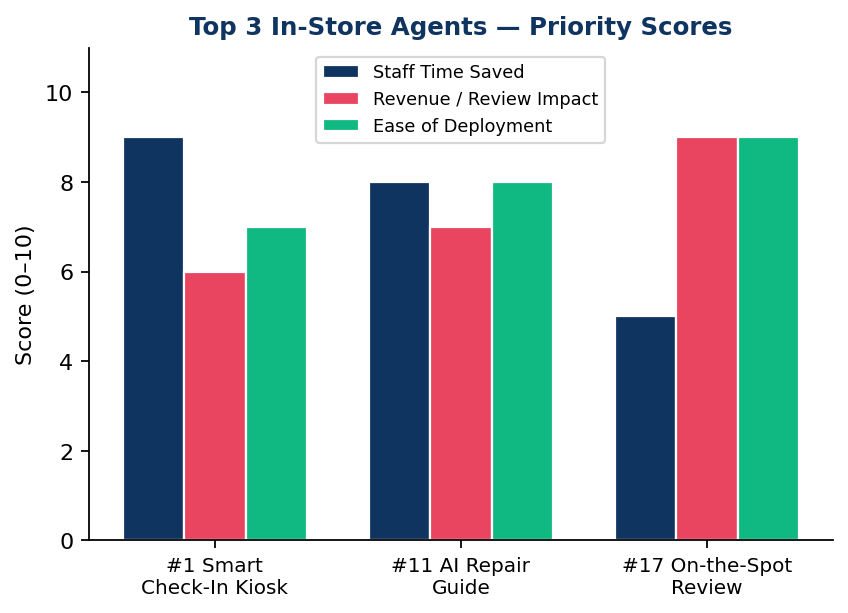 Top 3 In-Store Agents — Priority Scores
Staff Time Saved
Revenue / Review Impact
Ease of Deployment
Score (0–10)
10
8
6
4
2
0
#1 Smart
Check-In Kiosk
#11 AI Repair
Guide
#17 On-the-Spot
Review